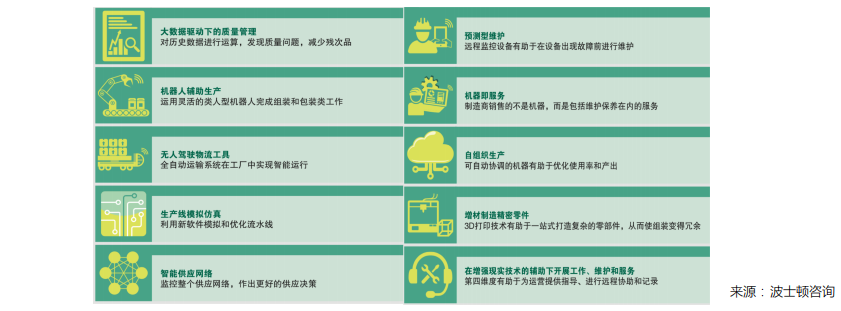 大数据驱动下的质量管理
对历史数据进行运算，发现质量问题，减少残次品
机器人辅助生产
运用灵活的类人型机器人完成组装和包装类工作
无人驾驶物流工具
全自动运输系统在工厂中实现智能运行
生产线模拟仿真
利用新软件模拟和优化流水线
智能供应网络
监控整个供应网络，作出更好的供应决策
预测型维护
远程监控设备有助于在设备出现故障前进行维护
机器即服务
制造商销售的不是机器，而是包括维护保养在内的服务
自组织生产
可自动协调的机器有助于优化使用率和产出
增材制造精密零件
3D打印技术有助于一站式打造复杂的零部件，从而使组装变得冗余
在增强现实技术的辅助下开展工作、维护和服务
第四维度有助于为运营提供指导、进行远程协助和记录
来源：波士顿咨询